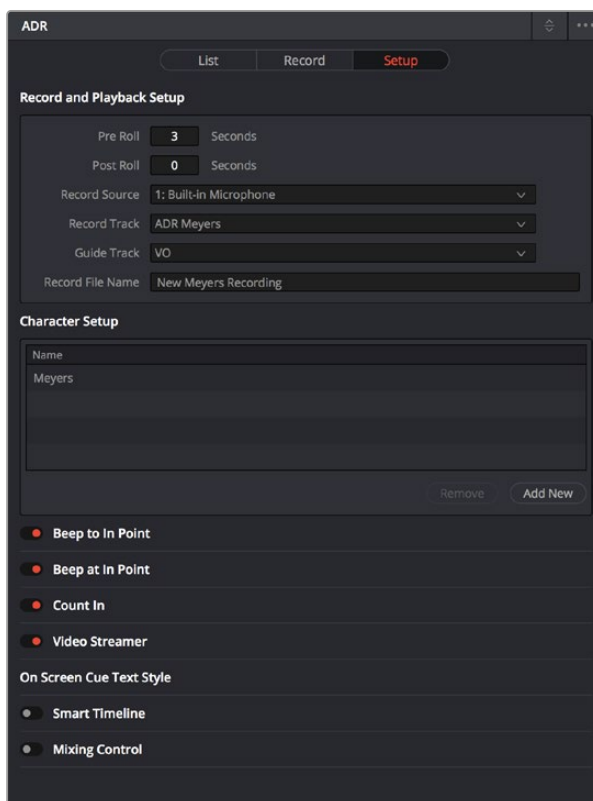 ADR
List Record Setup
Record and Playback Setup
Pre Roll 3 Seconds
Post Roll 0 Seconds
Record Source 1: Built-in Microphone
Record Track ADR Meyers
Guide Track VO
Record File Name New Meyers Recording
Character Setup
Name
Meyers
Remove Add New
Beep to In Point
Beep at In Point
Count In
Video Streamer
On Screen Cue Text Style
Smart Timeline
Mixing Control